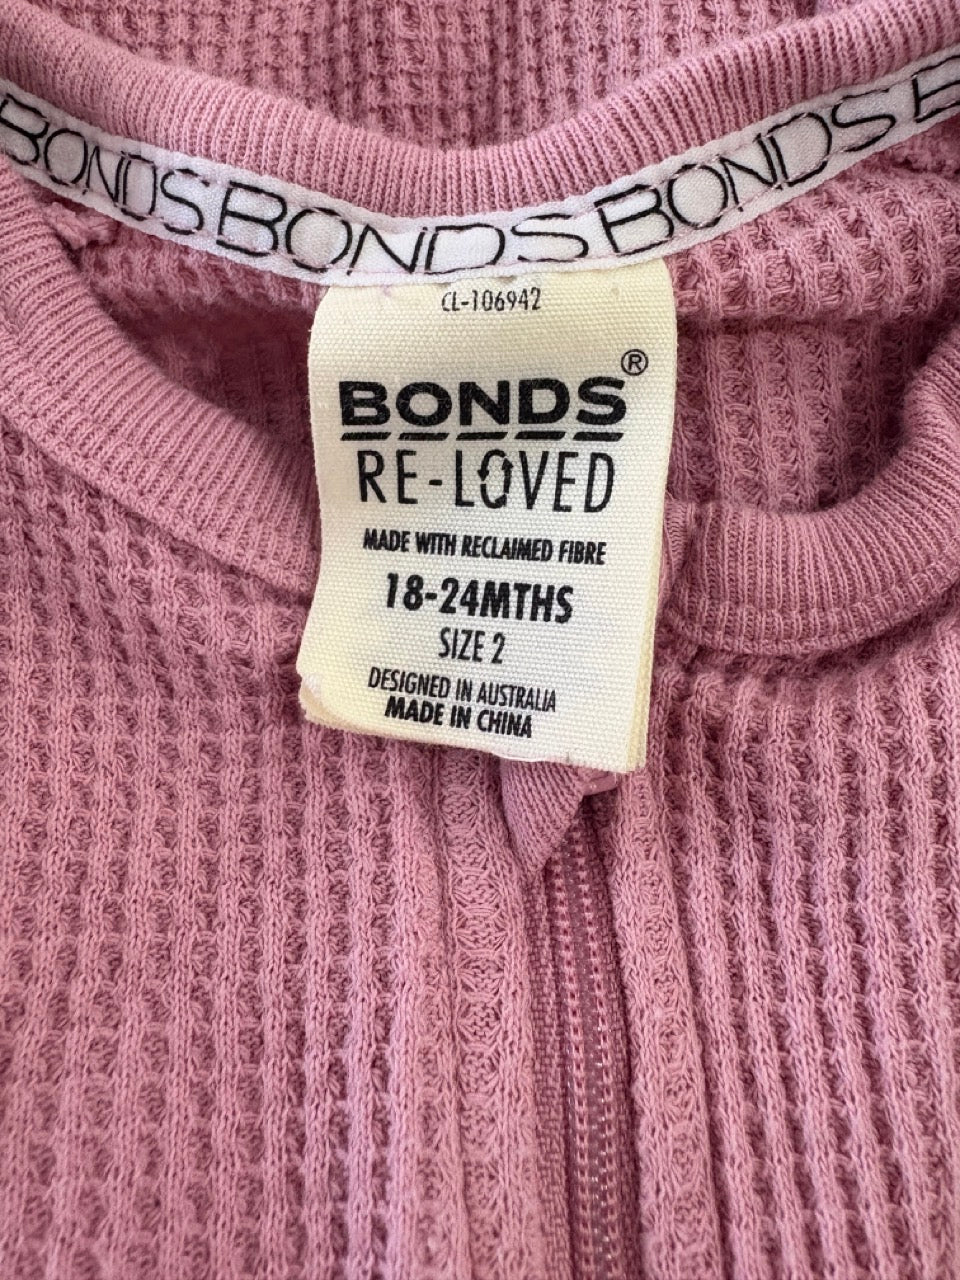 BONDSBONDSBONDSB
CL-106942
BONDS®
RE-LOVED
MADE WITH RECLAIMED FIBRE
18-24MTHS
SIZE 2
DESIGNED IN AUSTRALIA
MADE IN CHINA